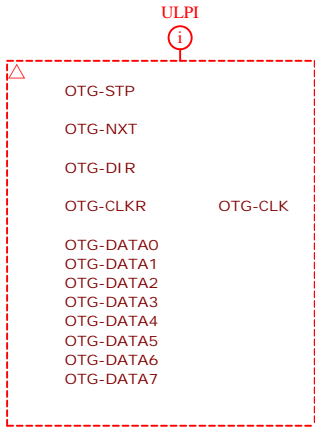 ULPI
i
OTG-STP
OTG-NXT
OTG-DIR
OTG-CLKR OTG-CLK
OTG-DATA0
OTG-DATA1
OTG-DATA2
OTG-DATA3
OTG-DATA4
OTG-DATA5
OTG-DATA6
OTG-DATA7